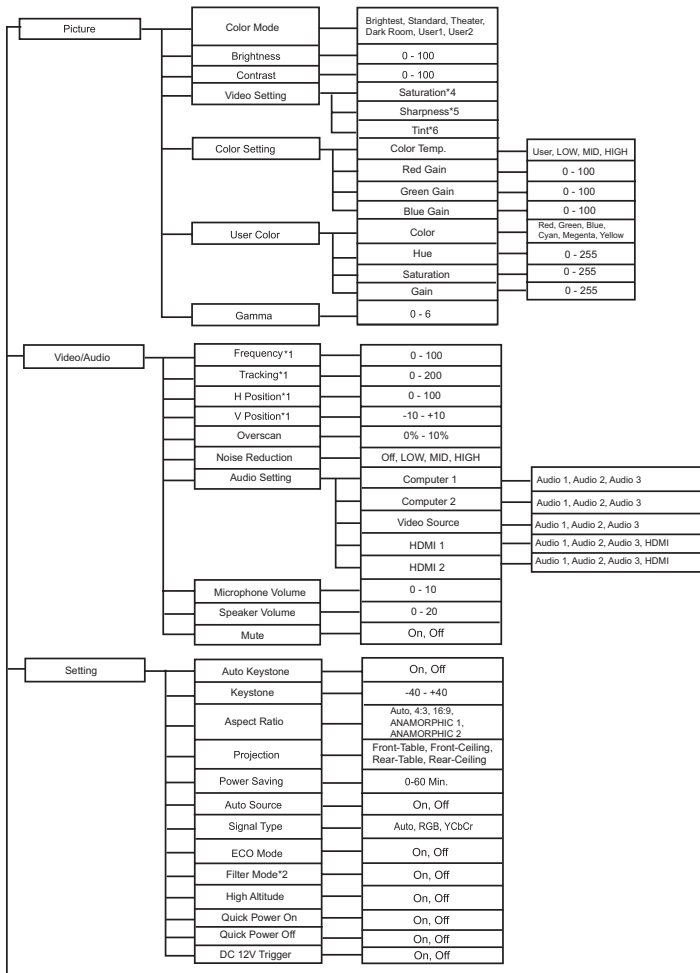 Picture
Color Mode
Brightest, Standard, Theater,
Dark Room, User1, User2
Brightness
0 - 100
Contrast
0 - 100
Video Setting
Saturation*4
Sharpness*5
Tint*6
Color Setting
Color Temp.
User, LOW, MID, HIGH
Red Gain
0 - 100
Green Gain
0 - 100
Blue Gain
0 - 100
User Color
Color
Red, Green, Blue,
Cyan, Megenta, Yellow
Hue
0 - 255
Saturation
0 - 255
Gain
0 - 255
Gamma
0 - 6
Video/Audio
Frequency*1
0 - 100
Tracking*1
0 - 200
H Position*1
0 - 100
V Position*1
-10 - +10
Overscan
0% - 10%
Noise Reduction
Off, LOW, MID, HIGH
Audio Setting
Computer 1
Audio 1, Audio 2, Audio 3
Computer 2
Audio 1, Audio 2, Audio 3
Video Source
Audio 1, Audio 2, Audio 3
HDMI 1
Audio 1, Audio 2, Audio 3, HDMI
HDMI 2
Audio 1, Audio 2, Audio 3, HDMI
Microphone Volume
0 - 10
Speaker Volume
0 - 20
Mute
On, Off
Setting
Auto Keystone
On, Off
Keystone
-40 - +40
Aspect Ratio
Auto, 4:3, 16:9,
ANAMORPHIC 1,
ANAMORPHIC 2
Projection
Front-Table, Front-Ceiling,
Rear-Table, Rear-Ceiling
Power Saving
0-60 Min.
Auto Source
On, Off
Signal Type
Auto, RGB, YCbCr
ECO Mode
On, Off
Filter Mode*2
On, Off
High Altitude
On, Off
Quick Power On
On, Off
Quick Power Off
On, Off
DC 12V Trigger
On, Off